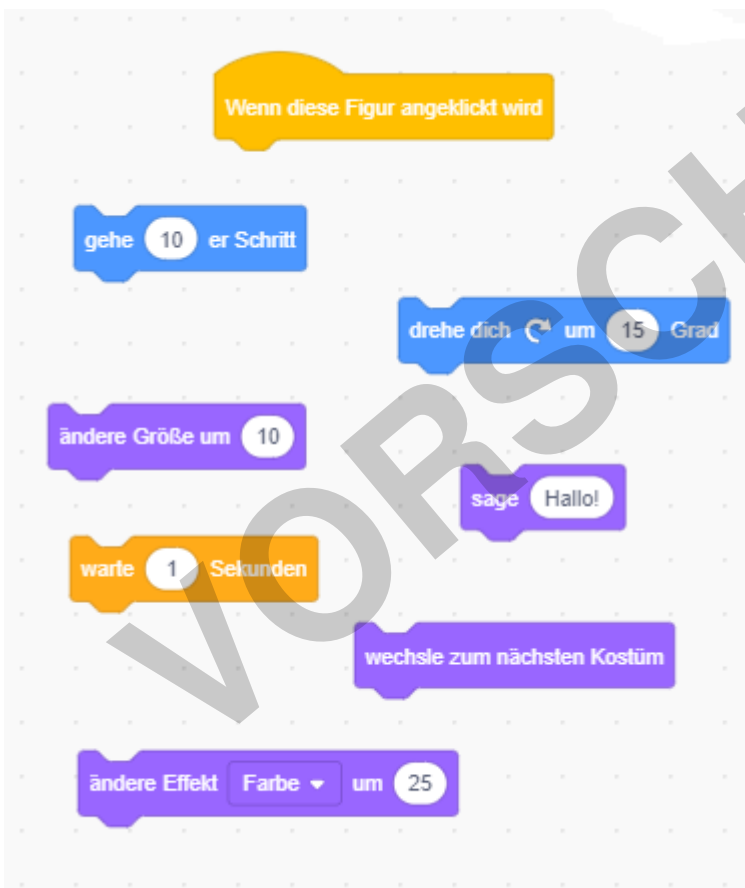 Wenn diese Figur angeklickt wird
gehe 10 er Schritt
drehe dich um 15 Grad
ändere Größe um 10
sage Hallo!
warte 1 Sekunden
wechsle zum nächsten Kostüm
ändere Effekt Farbe um 25
VORSCH